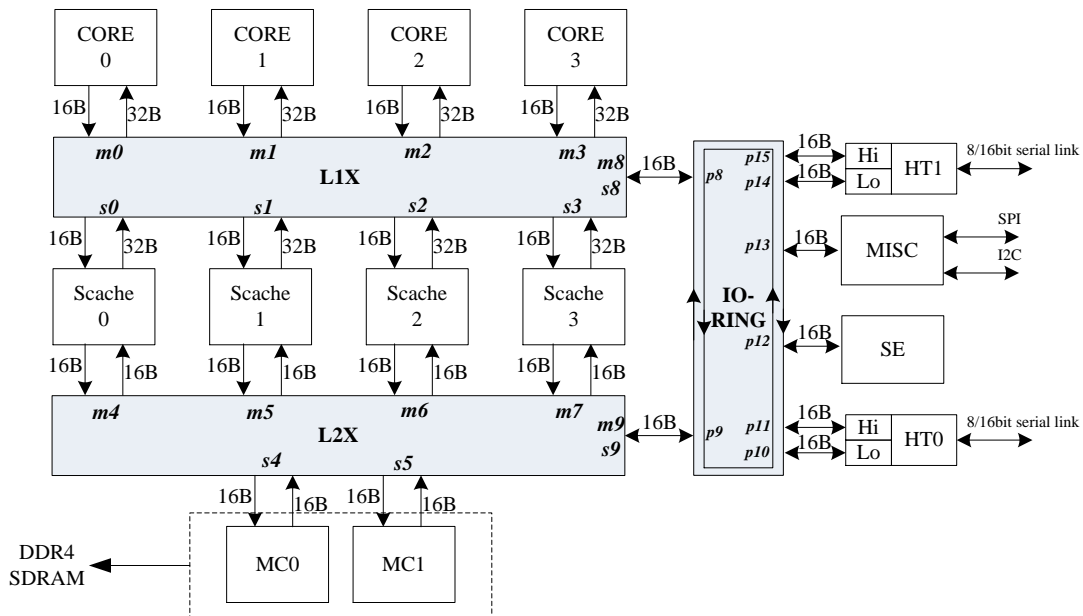 CORE
0
CORE
1
CORE
2
CORE
3
16B
32B
16B
32B
16B
32B
16B
32B
m0
m1
m2
m3
m8
L1X
s8
s0
s1
s2
s3
16B
16B
32B
16B
32B
16B
32B
16B
32B
Scache
0
Scache
1
Scache
2
Scache
3
16B
16B
16B
16B
16B
16B
16B
16B
m4
m5
m6
m7
m9
L2X
s9
s4
s5
16B
16B
16B
16B
16B
MC0
MC1
DDR4
SDRAM
p8
p15
p14
p13
IO-
RING
p12
p9
p11
p10
16B
16B
Hi
Lo
HT1
8/16bit serial link
16B
MISC
SPI
I2C
16B
SE
16B
16B
Hi
Lo
HT0
8/16bit serial link